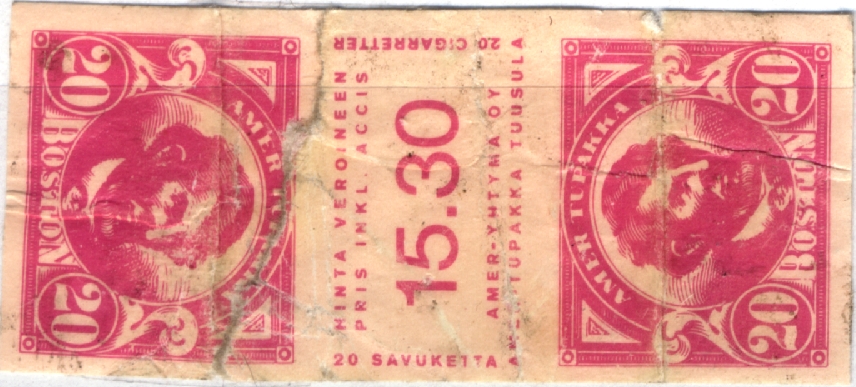 20
BOSTON
20
AMER
20 CIGARRETTER
HINTA VEROINEEN
PRIS INKL. ACCIS
15.30
AMER-YHTYMÄ OY
TUPAKKA TUUSULA
20 SAVUKETTA
AMER TUPAKKA
20
BOSTON
20